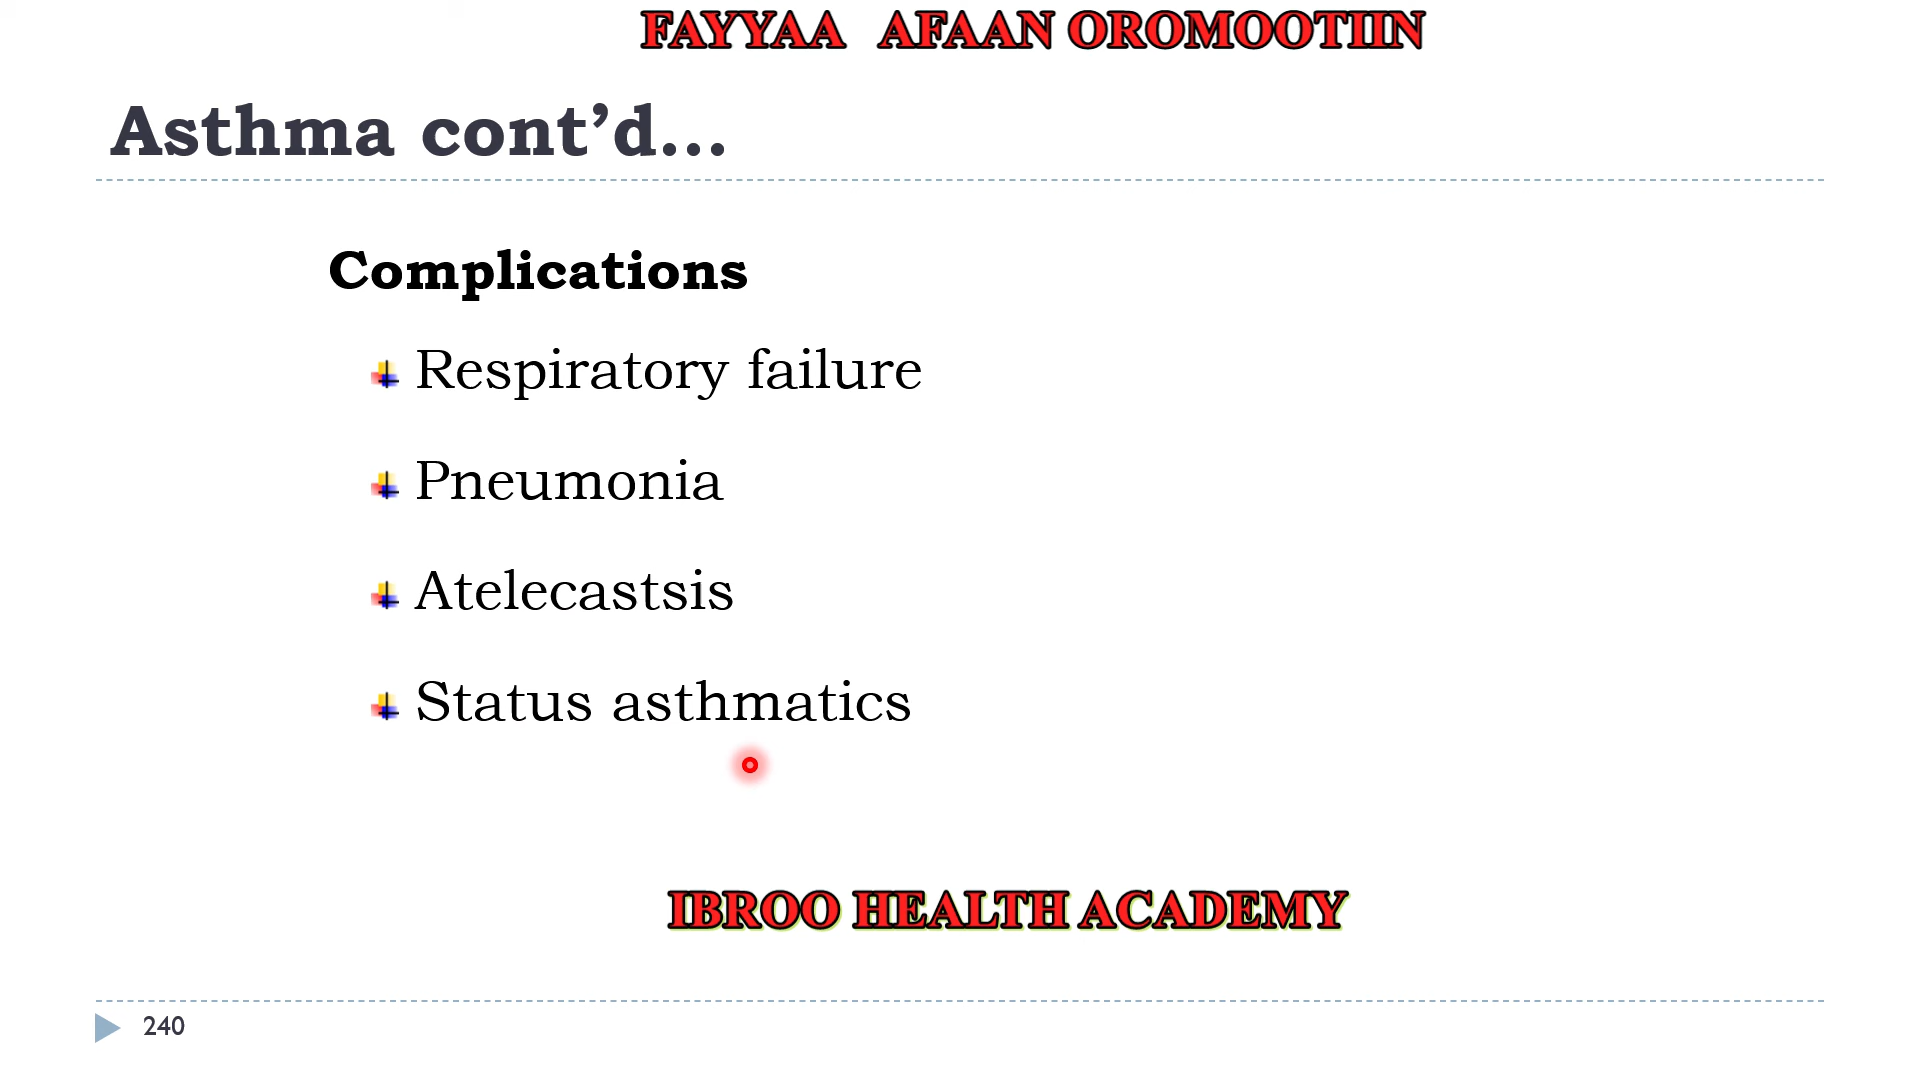 FAYYAA AFAAN OROMOOTIIN
Asthma cont’d…
Complications
Respiratory failure
Pneumonia
Atelecastsis
Status asthmatics
IBROO HEALTH ACADEMY
240